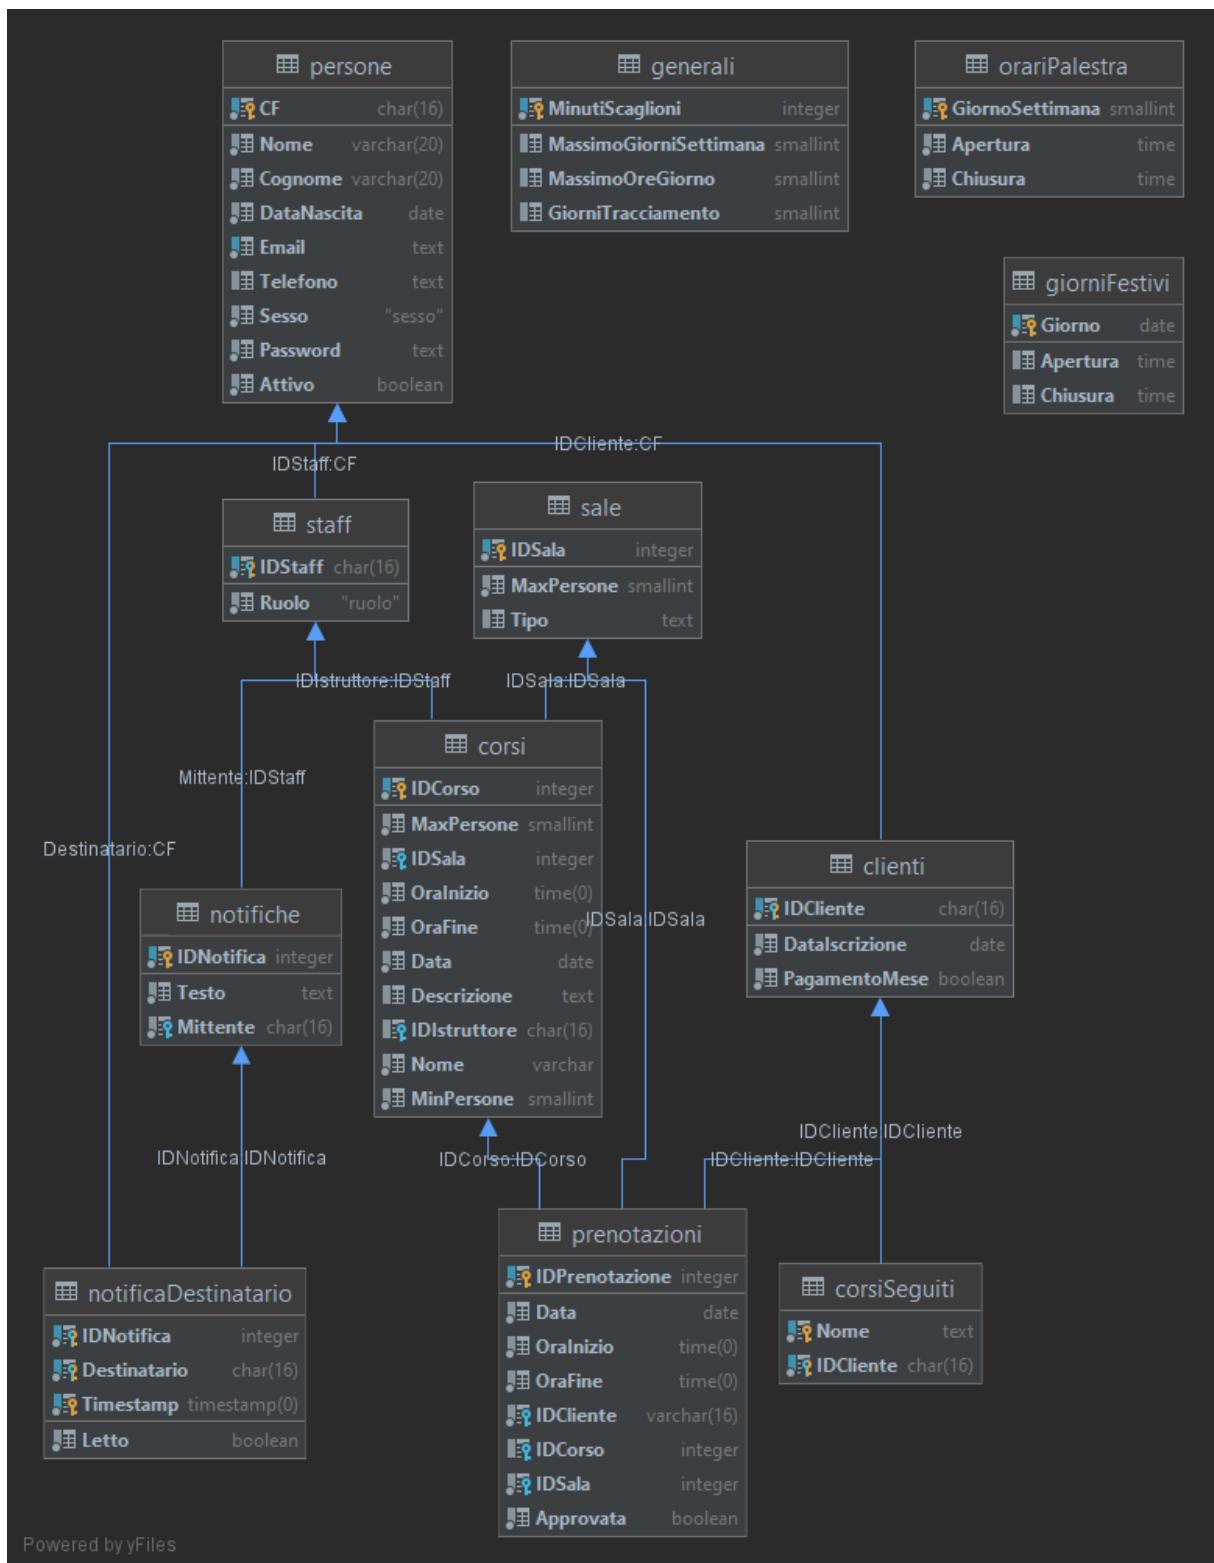 persone
CF char(16)
Nome varchar(20)
Cognome varchar(20)
DataNascita date
Email text
Telefono text
Sesso "sesso"
Password text
Attivo boolean
generali
MinutiScaglioni integer
MassimoGiorniSettimana smallint
MassimoOreGiorno smallint
GiorniTracciamento smallint
orariPalestra
GiornoSettimana smallint
Apertura time
Chiusura time
giorniFestivi
Giorno date
Apertura time
Chiusura time
IDCliente:CF
IDStaff:CF
staff
IDStaff char(16)
Ruolo "ruolo"
sale
IDSala integer
MaxPersone smallint
Tipo text
IDIstruttore:IDStaff
IDSala:IDSala
Mittente:IDStaff
Destinatario:CF
corsi
IDCorso integer
MaxPersone smallint
IDSala integer
OraInizio time(0)
OraFine time(0)
Data date
Descrizione text
IDIstruttore char(16)
Nome varchar
MinPersone smallint
IDSala:IDSala
clienti
IDCliente char(16)
DataIscrizione date
PagamentoMese boolean
notifiche
IDNotifica integer
Testo text
Mittente char(16)
IDNotifica:IDNotifica
IDCorso:IDCorso
IDCliente:IDCliente
IDCliente:IDCliente
notificaDestinatario
IDNotifica integer
Destinatario char(16)
Timestamp timestamp(0)
Letto boolean
prenotazioni
IDPrenotazione integer
Data date
OraInizio time(0)
OraFine time(0)
IDCliente varchar(16)
IDCorso integer
IDSala integer
Approvata boolean
corsiSeguiti
Nome text
IDCliente char(16)
Powered by yFiles